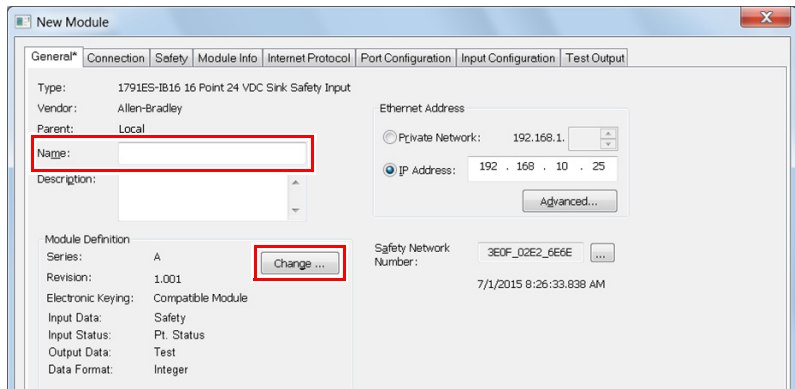 New Module
X
General* Connection Safety Module Info Internet Protocol Port Configuration Input Configuration Test Output
Type: 1791ES-IB16 16 Point 24 VDC Sink Safety Input
Vendor: Allen-Bradley
Parent: Local
Name:
Description:
Ethernet Address
Private Network: 192.168.1.
IP Address: 192 . 168 . 10 . 25
Advanced...
Module Definition
Series: A
Change ...
Revision: 1.001
Electronic Keying: Compatible Module
Input Data: Safety
Input Status: Pt. Status
Output Data: Test
Data Format: Integer
Safety Network
Number: 3E0F_02E2_6E6E ...
7/1/2015 8:26:33.838 AM